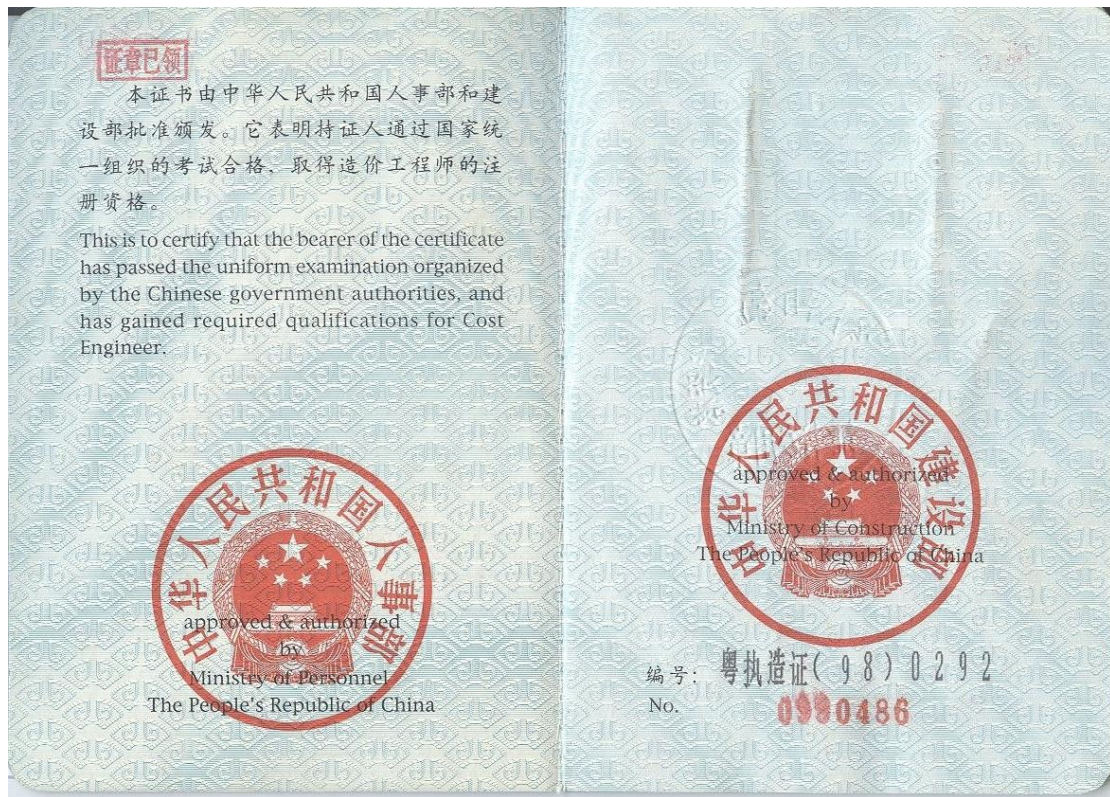 证章已领
本证书由中华人民共和国人事部和建
设部批准颁发。它表明持证人通过国家统
一组织的考试合格，取得造价工程师的注
册资格。
This is to certify that the bearer of the certificate
has passed the uniform examination organized
by the Chinese government authorities, and
has gained required qualifications for Cost
Engineer.
中华人民共和国人事部
approved & authorized
by
Ministry of Personnel
The People's Republic of China
中华人民共和国建设部
approved & authorized
by
Ministry of Construction
The People's Republic of China
编号： 粤执造证(98)0292
No. 0990486